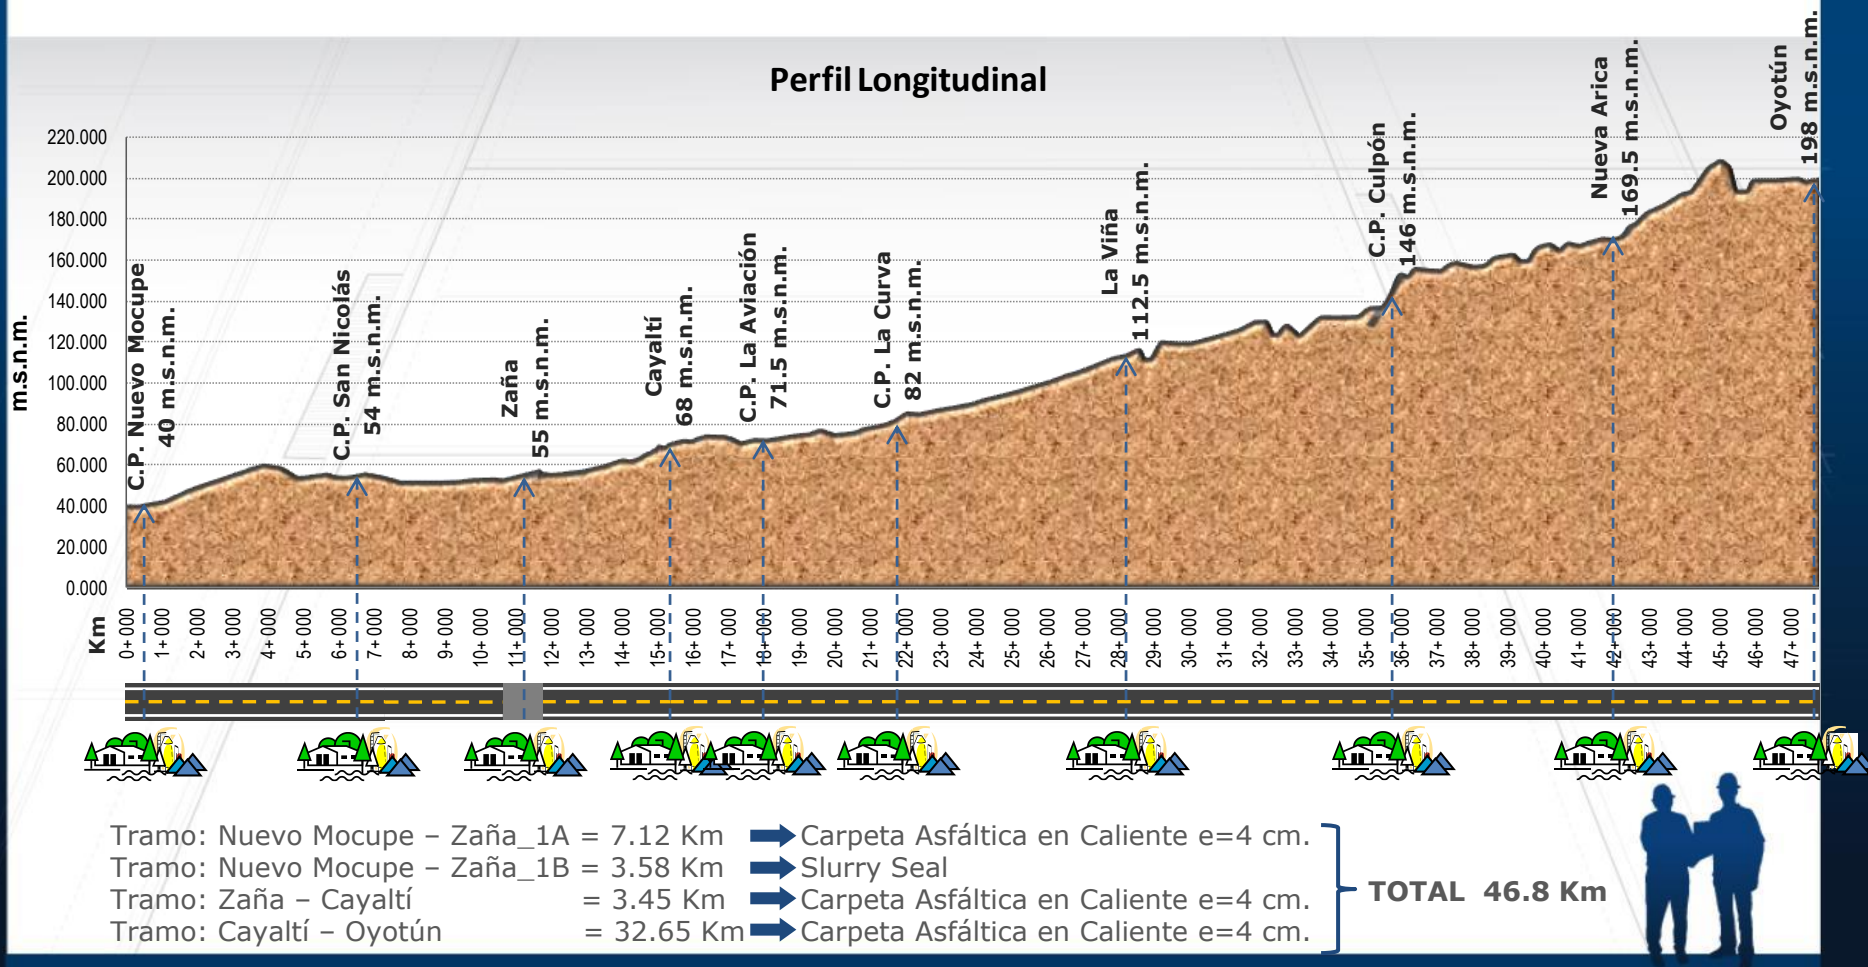 Perfil Longitudinal
m.s.n.m.
220.000
200.000
180.000
160.000
140.000
120.000
100.000
80.000
60.000
40.000
20.000
0.000
C.P. Nuevo Mocupe
40 m.s.n.m.
C.P. San Nicolás
54 m.s.n.m.
Zaña
55 m.s.n.m.
Cayaltí
68 m.s.n.m.
C.P. La Aviación
71.5 m.s.n.m.
C.P. La Curva
82 m.s.n.m.
La Viña
112.5 m.s.n.m.
C.P. Culpón
146 m.s.n.m.
Nueva Arica
169.5 m.s.n.m.
Oyotún
198 m.s.n.m.
Km
0+000
1+000
2+000
3+000
4+000
5+000
6+000
7+000
8+000
9+000
10+000
11+000
12+000
13+000
14+000
15+000
16+000
17+000
18+000
19+000
20+000
21+000
22+000
23+000
24+000
25+000
26+000
27+000
28+000
29+000
30+000
31+000
32+000
33+000
34+000
35+000
36+000
37+000
38+000
39+000
40+000
41+000
42+000
43+000
44+000
45+000
46+000
47+000
Tramo: Nuevo Mocupe – Zaña_1A = 7.12 Km Carpeta Asfáltica en Caliente e=4 cm.
Tramo: Nuevo Mocupe – Zaña_1B = 3.58 Km Slurry Seal
Tramo: Zaña – Cayaltí = 3.45 Km Carpeta Asfáltica en Caliente e=4 cm.
Tramo: Cayaltí – Oyotún = 32.65 Km Carpeta Asfáltica en Caliente e=4 cm.
TOTAL 46.8 Km